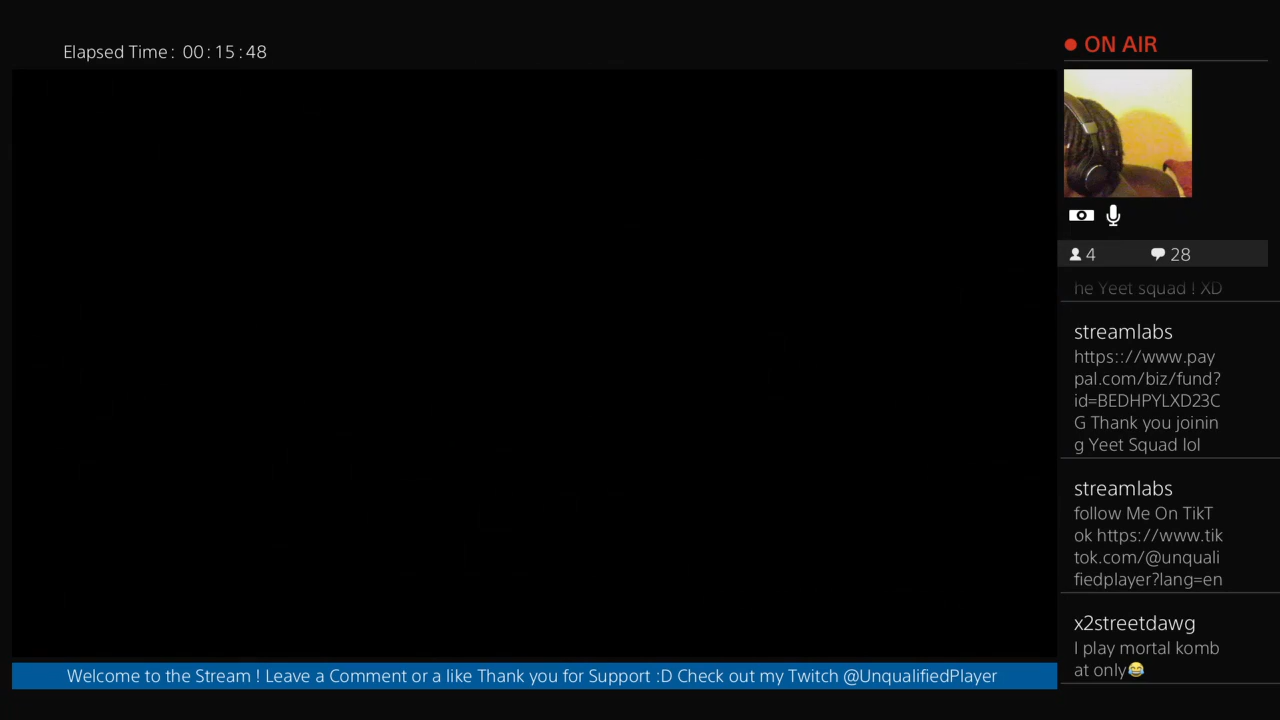 Elapsed Time: 00:15:48
ON AIR
4 28
he Yeet squad ! XD
streamlabs
https:://www.pay
pal.com/biz/fund?
id=BEDHPYLXD23C
G Thank you joinin
g Yeet Squad lol
streamlabs
follow Me On TikT
ok https://www.tik
tok.com/@unquali
fiedplayer?lang=en
x2streetdawg
I play mortal komb
at only😂
Welcome to the Stream ! Leave a Comment or a like Thank you for Support :D Check out my Twitch @UnqualifiedPlayer